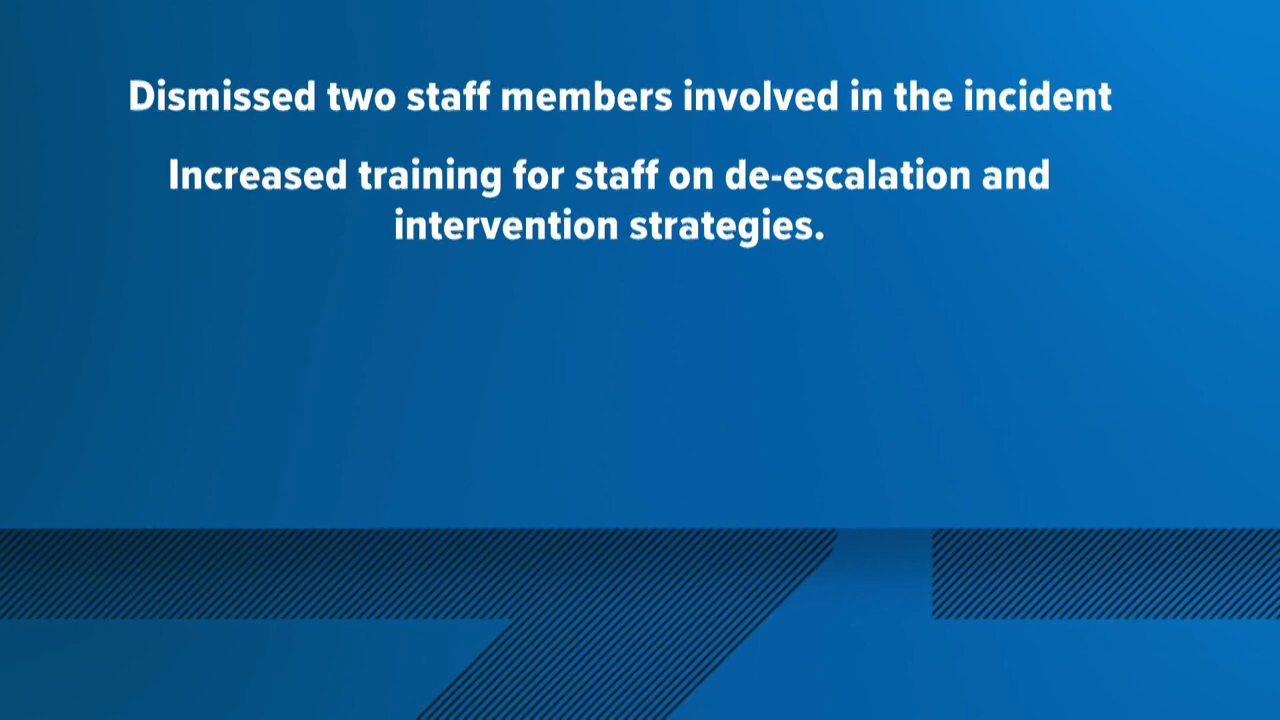 Dismissed two staff members involved in the incident
Increased training for staff on de-escalation and
intervention strategies.